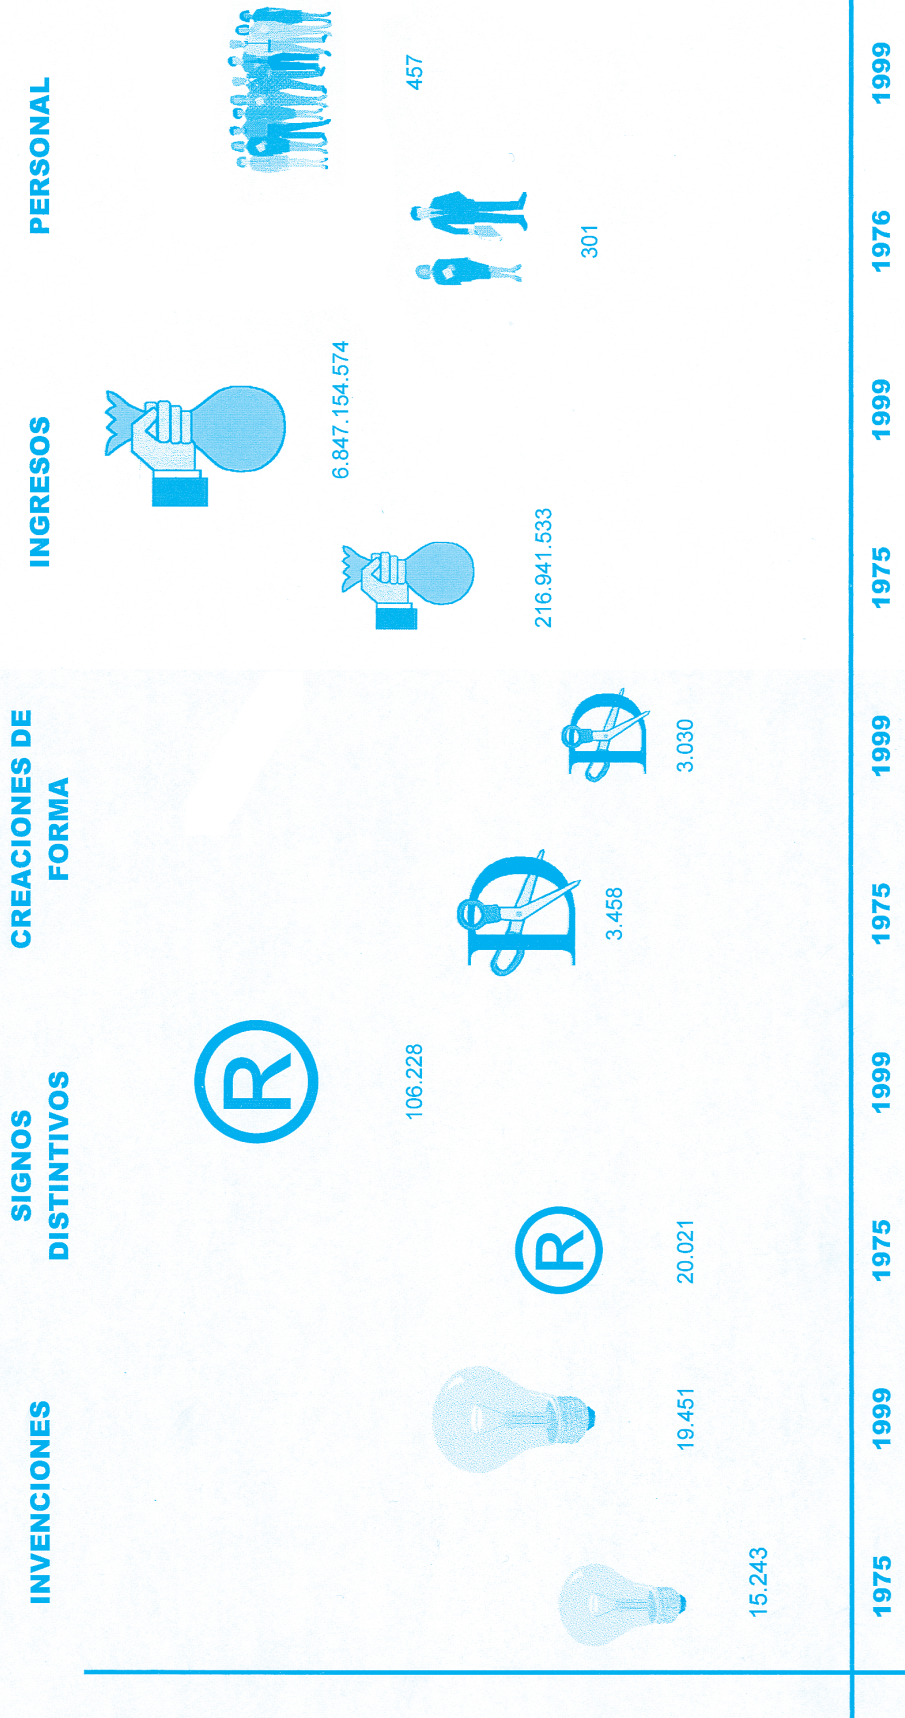 INVENCIONES
SIGNOS
DISTINTIVOS
CREACIONES DE
FORMA
INGRESOS
PERSONAL
R
R
D
D
15.243
19.451
20.021
106.228
3.458
3.030
216.941.533
6.847.154.574
301
457
1975
1999
1975
1999
1975
1999
1975
1999
1976
1999